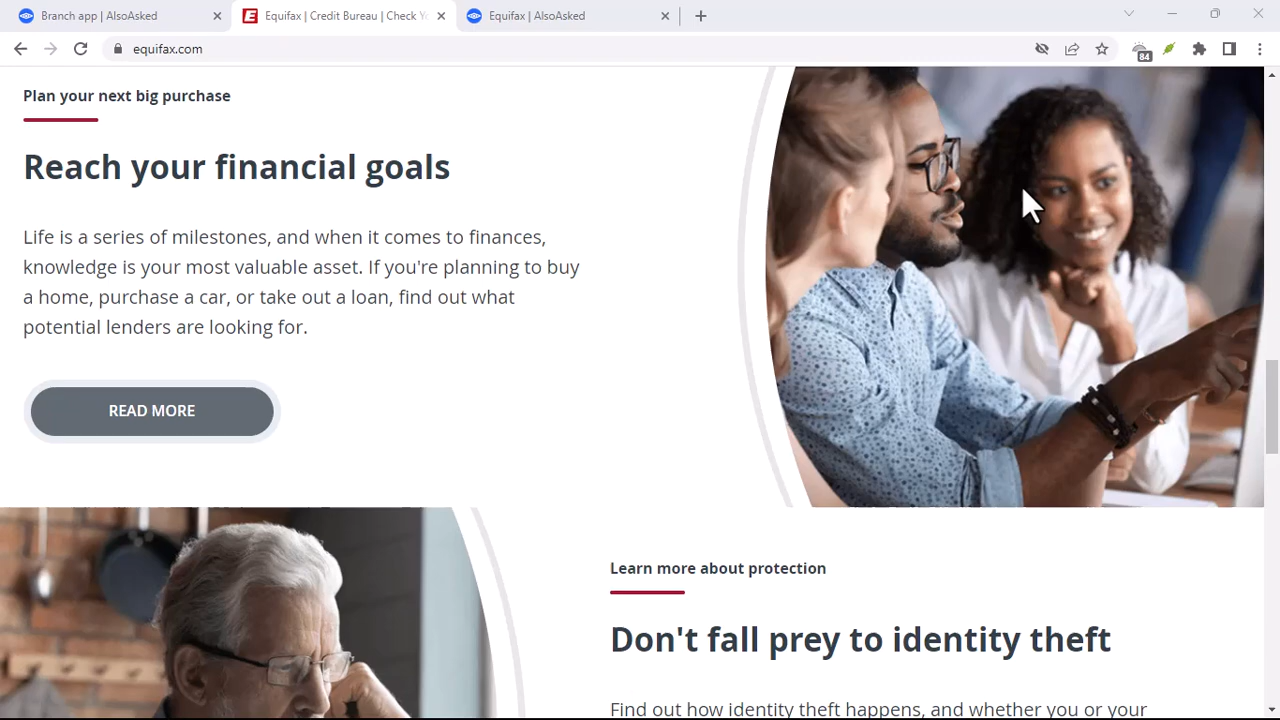 Branch app | AlsoAsked
Equifax | Credit Bureau | Check Y
Equifax | AlsoAsked
equifax.com
84
Plan your next big purchase
Reach your financial goals
Life is a series of milestones, and when it comes to finances,
knowledge is your most valuable asset. If you're planning to buy
a home, purchase a car, or take out a loan, find out what
potential lenders are looking for.
READ MORE
Learn more about protection
Don't fall prey to identity theft
Find out how identity theft happens, and whether you or your